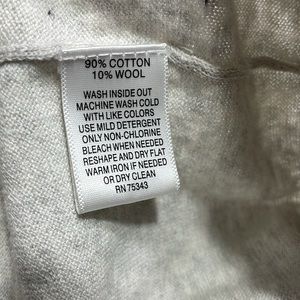 90% COTTON
10% WOOL
WASH INSIDE OUT
MACHINE WASH COLD
WITH LIKE COLORS
USE MILD DETERGENT
ONLY NON-CHLORINE
BLEACH WHEN NEEDED
RESHAPE AND DRY FLAT
WARM IRON IF NEEDED
OR DRY CLEAN
RN 75343